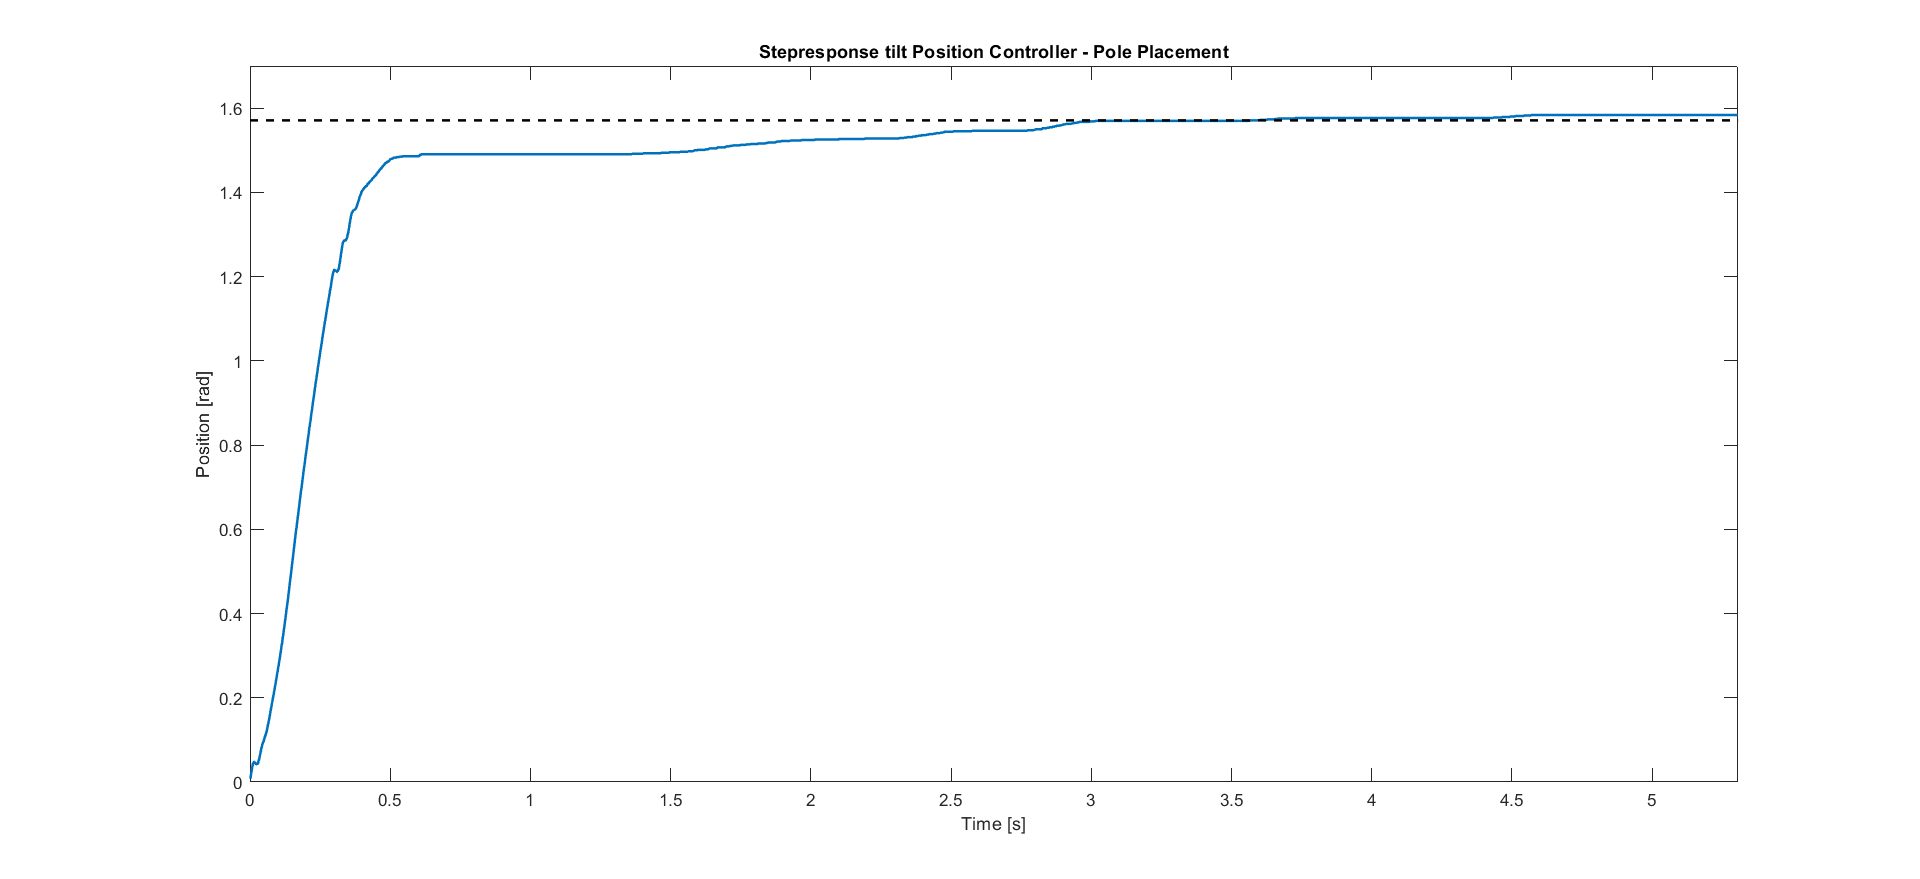 Stepresponse tilt Position Controller - Pole Placement
1.6
1.4
1.2
1
0.8
0.6
0.4
0.2
0
Position [rad]
0 0.5 1 1.5 2 2.5 3 3.5 4 4.5 5
Time [s]